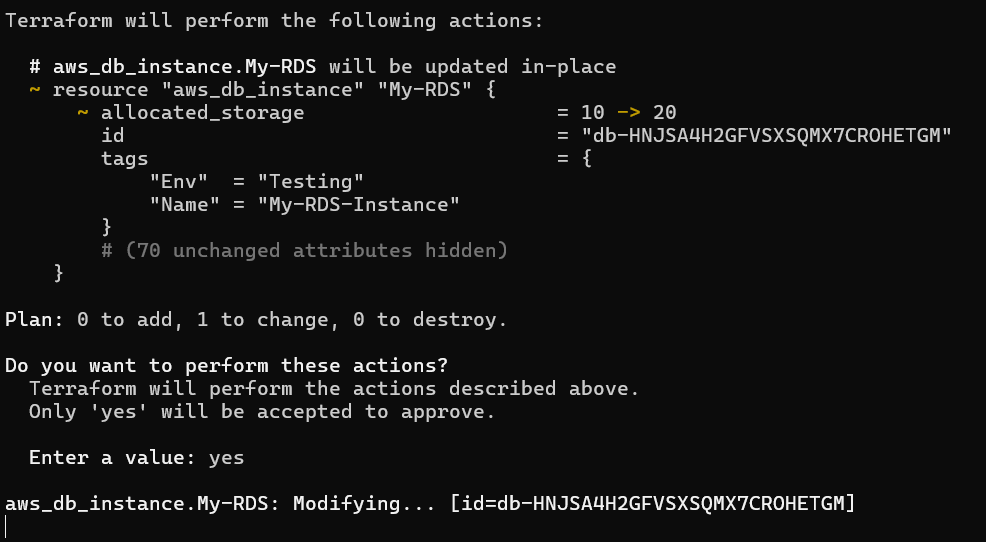 Terraform will perform the following actions:
# aws_db_instance.My-RDS will be updated in-place
~ resource "aws_db_instance" "My-RDS" {
~ allocated_storage = 10 -> 20
id = "db-HNJSA4H2GFVSXSQMX7CROHETGM"
tags = {
"Env" = "Testing"
"Name" = "My-RDS-Instance"
}
# (70 unchanged attributes hidden)
}
Plan: 0 to add, 1 to change, 0 to destroy.
Do you want to perform these actions?
Terraform will perform the actions described above.
Only 'yes' will be accepted to approve.
Enter a value: yes
aws_db_instance.My-RDS: Modifying... [id=db-HNJSA4H2GFVSXSQMX7CROHETGM]